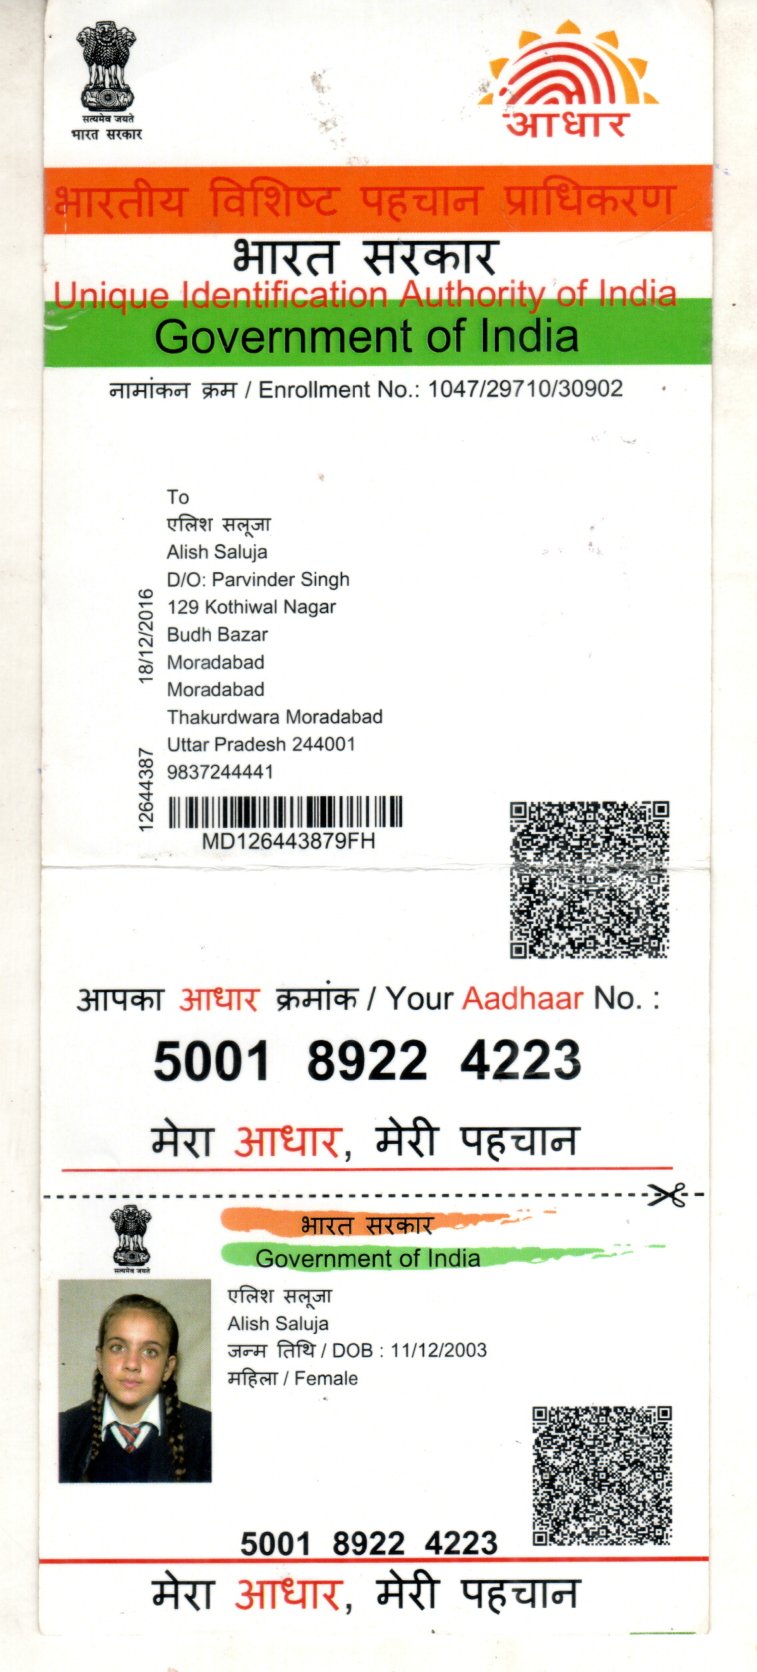 सत्यमेव जयते
भारत सरकार
आधार
भारतीय विशिष्ट पहचान प्राधिकरण
भारत सरकार
Unique Identification Authority of India
Government of India
नामांकन क्रम / Enrollment No.: 1047/29710/30902
To
एलिश सलूजा
Alish Saluja
D/O: Parvinder Singh
129 Kothiwal Nagar
Budh Bazar
Moradabad
Moradabad
Thakurdwara Moradabad
Uttar Pradesh 244001
9837244441
18/12/2016
12644387
MD126443879FH
आपका आधार क्रमांक / Your Aadhaar No. :
5001 8922 4223
मेरा आधार, मेरी पहचान
सत्यमेव जयते
भारत सरकार
Government of India
एलिश सलूजा
Alish Saluja
जन्म तिथि / DOB : 11/12/2003
महिला / Female
5001 8922 4223
मेरा आधार, मेरी पहचान